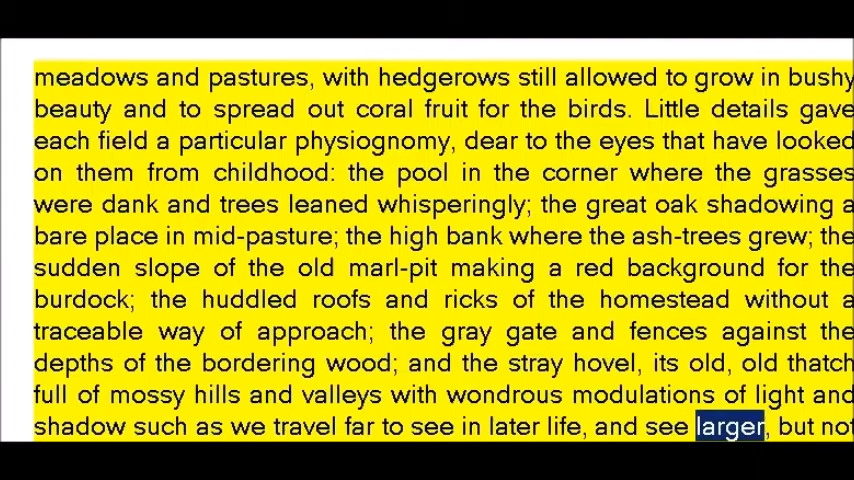 meadows and pastures, with hedgerows still allowed to grow in bushy
beauty and to spread out coral fruit for the birds. Little details gave
each field a particular physiognomy, dear to the eyes that have looked
on them from childhood: the pool in the corner where the grasses
were dank and trees leaned whisperingly; the great oak shadowing a
bare place in mid-pasture; the high bank where the ash-trees grew; the
sudden slope of the old marl-pit making a red background for the
burdock; the huddled roofs and ricks of the homestead without a
traceable way of approach; the gray gate and fences against the
depths of the bordering wood; and the stray hovel, its old, old thatch
full of mossy hills and valleys with wondrous modulations of light and
shadow such as we travel far to see in later life, and see larger, but not